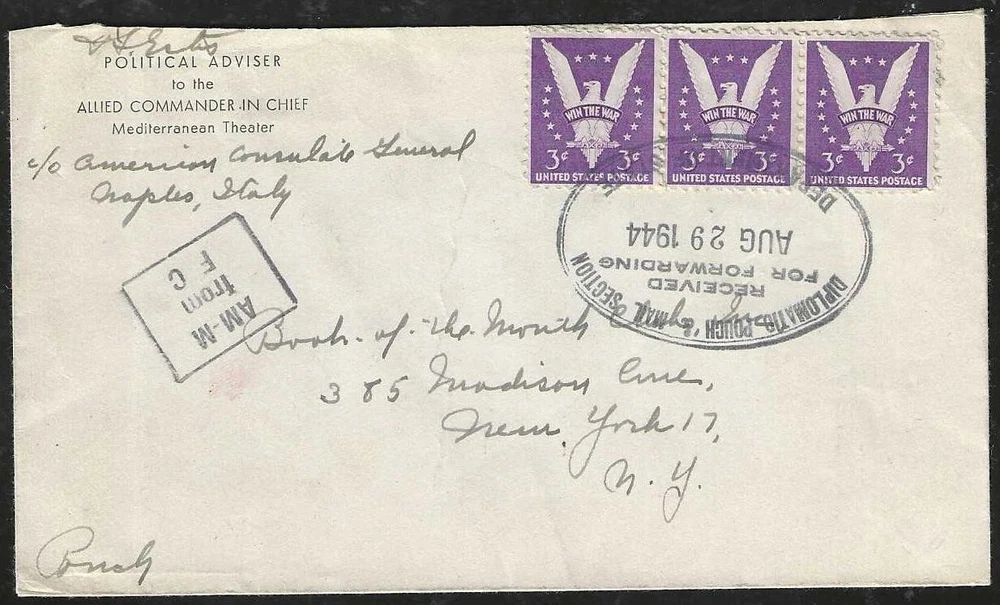 POLITICAL ADVISER
to the
ALLIED COMMANDER IN CHIEF
Mediterranean Theater
c/o American Consulate General
Naples, Italy
WIN THE WAR
3¢ 3¢
UNITED STATES POSTAGE
WIN THE WAR
3¢ 3¢
UNITED STATES POSTAGE
WIN THE WAR
3¢ 3¢
UNITED STATES POSTAGE
DIPLOMATIC POUCH & MAIL SECTION
RECEIVED
FOR FORWARDING
AUG 29 1944
AM-M
from
F C
Book-of-the-Month
385 Madison Ave,
New York 17,
N. Y.
Pouch